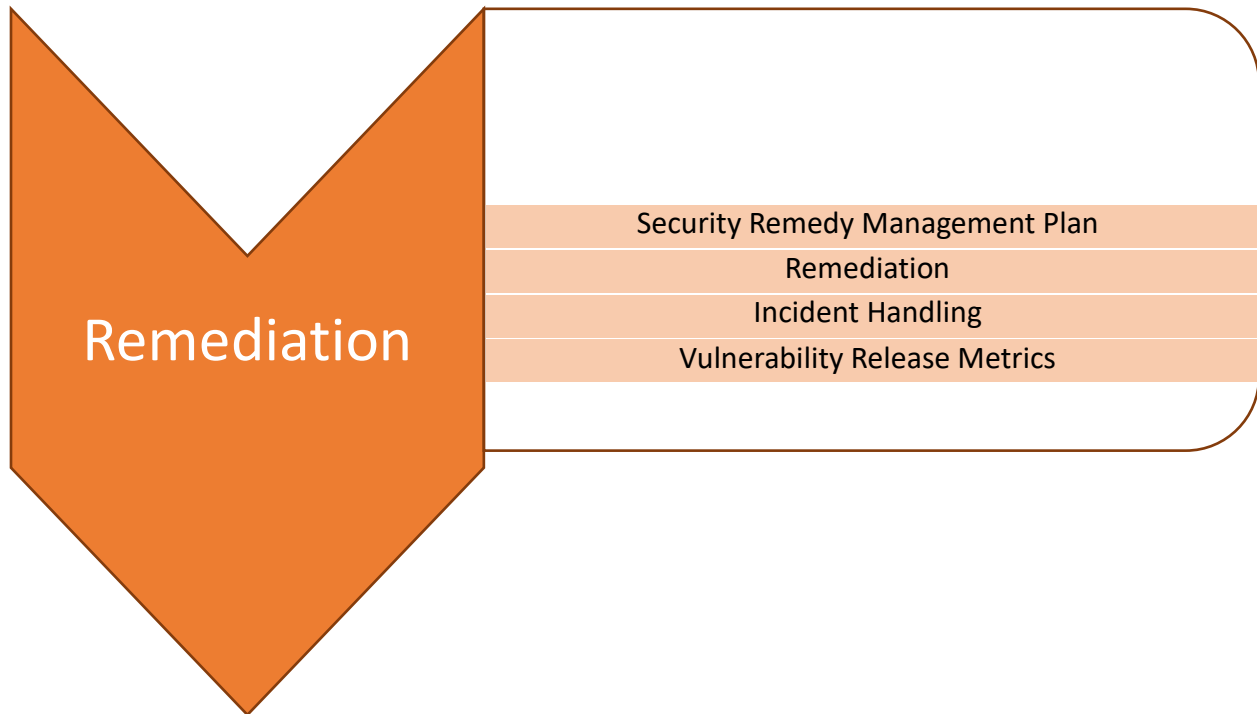 Remediation
Security Remedy Management Plan
Remediation
Incident Handling
Vulnerability Release Metrics